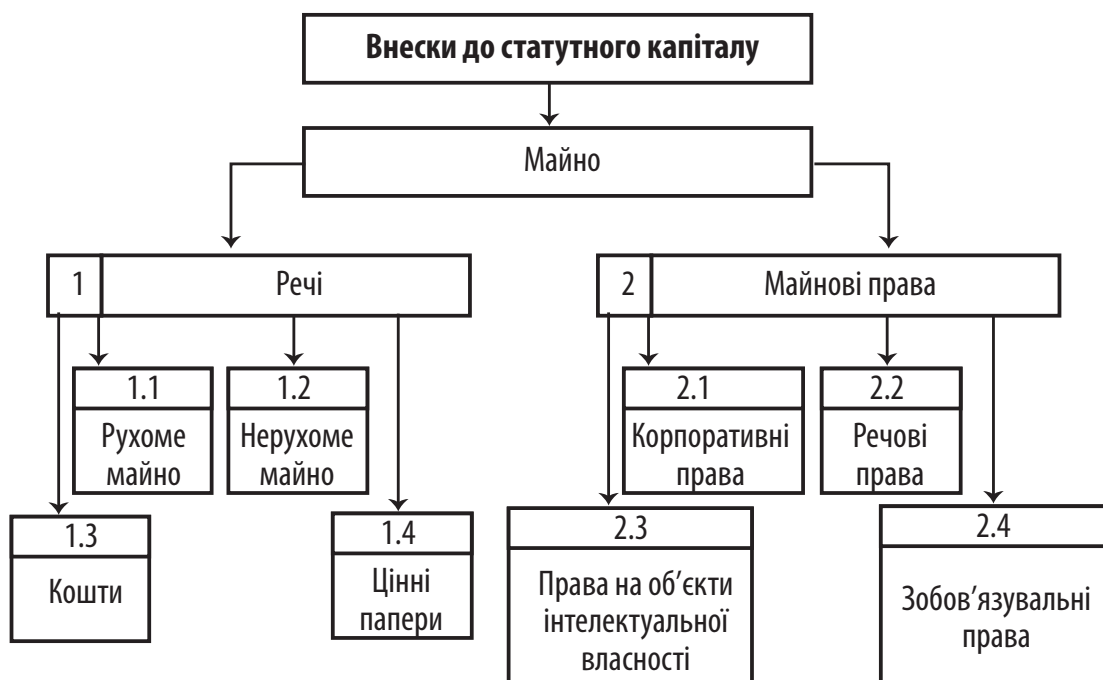 Внески до статутного капіталу
Майно
1
Речі
2
Майнові права
1.1
Рухоме
майно
1.2
Нерухоме
майно
2.1
Корпоративні
права
2.2
Речові
права
1.3
Кошти
1.4
Цінні
папери
2.3
Права на об’єкти
інтелектуальної
власності
2.4
Зобов’язувальні
права